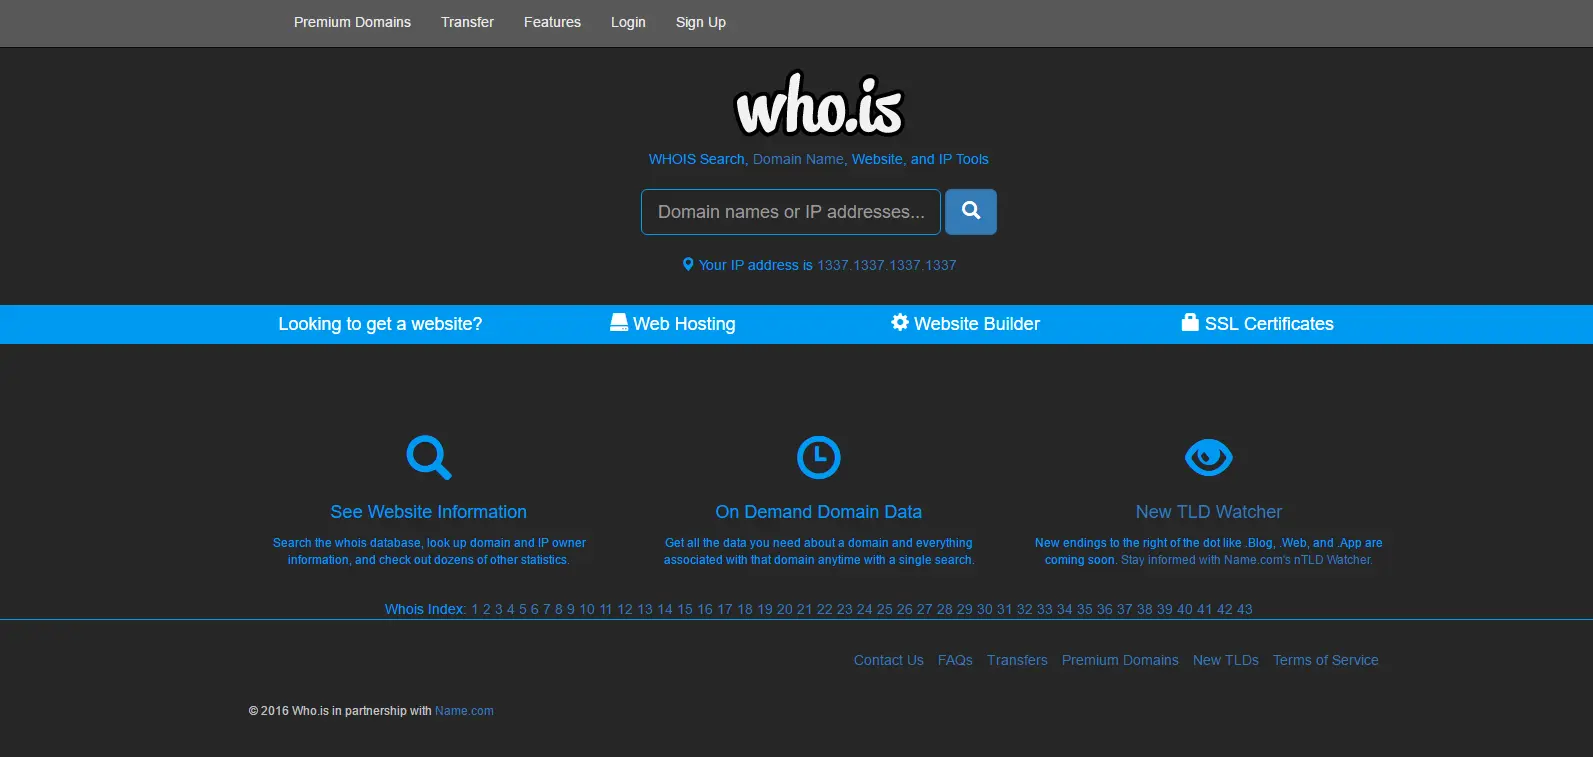 Premium Domains Transfer Features Login Sign Up
who.is
WHOIS Search, Domain Name, Website, and IP Tools
Domain names or IP addresses...
Your IP address is 1337.1337.1337.1337
Looking to get a website? Web Hosting Website Builder SSL Certificates
See Website Information
Search the whois database, look up domain and IP owner
information, and check out dozens of other statistics.
On Demand Domain Data
Get all the data you need about a domain and everything
associated with that domain anytime with a single search.
New TLD Watcher
New endings to the right of the dot like .Blog, .Web, and .App are
coming soon. Stay informed with Name.com's nTLD Watcher.
Whois Index: 1 2 3 4 5 6 7 8 9 10 11 12 13 14 15 16 17 18 19 20 21 22 23 24 25 26 27 28 29 30 31 32 33 34 35 36 37 38 39 40 41 42 43
Contact Us FAQs Transfers Premium Domains New TLDs Terms of Service
© 2016 Who.is in partnership with Name.com